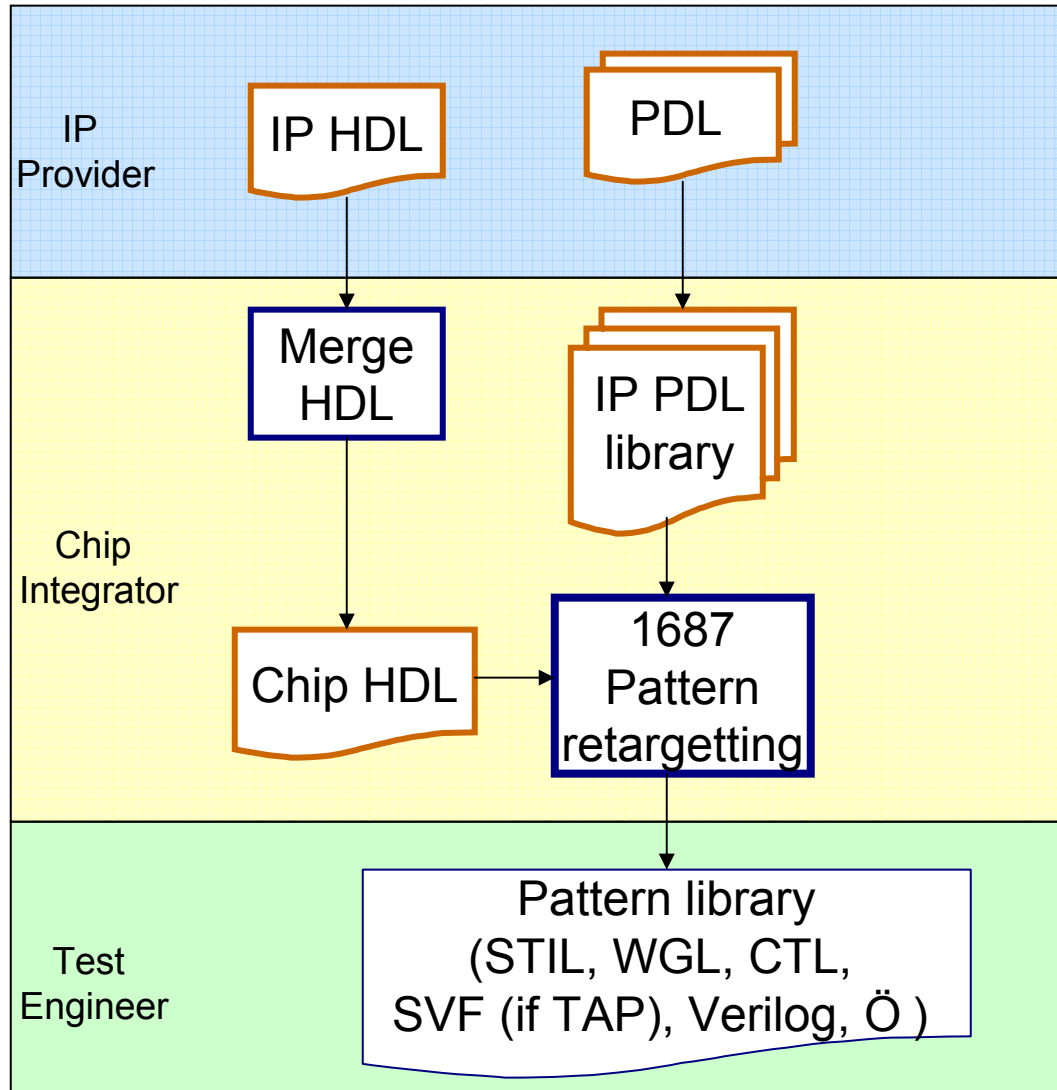 IP
Provider
IP HDL
PDL
Merge
HDL
IP PDL
library
Chip
Integrator
Chip HDL
1687
Pattern
retargetting
Test
Engineer
Pattern library
(STIL, WGL, CTL,
SVF (if TAP), Verilog, Ö )